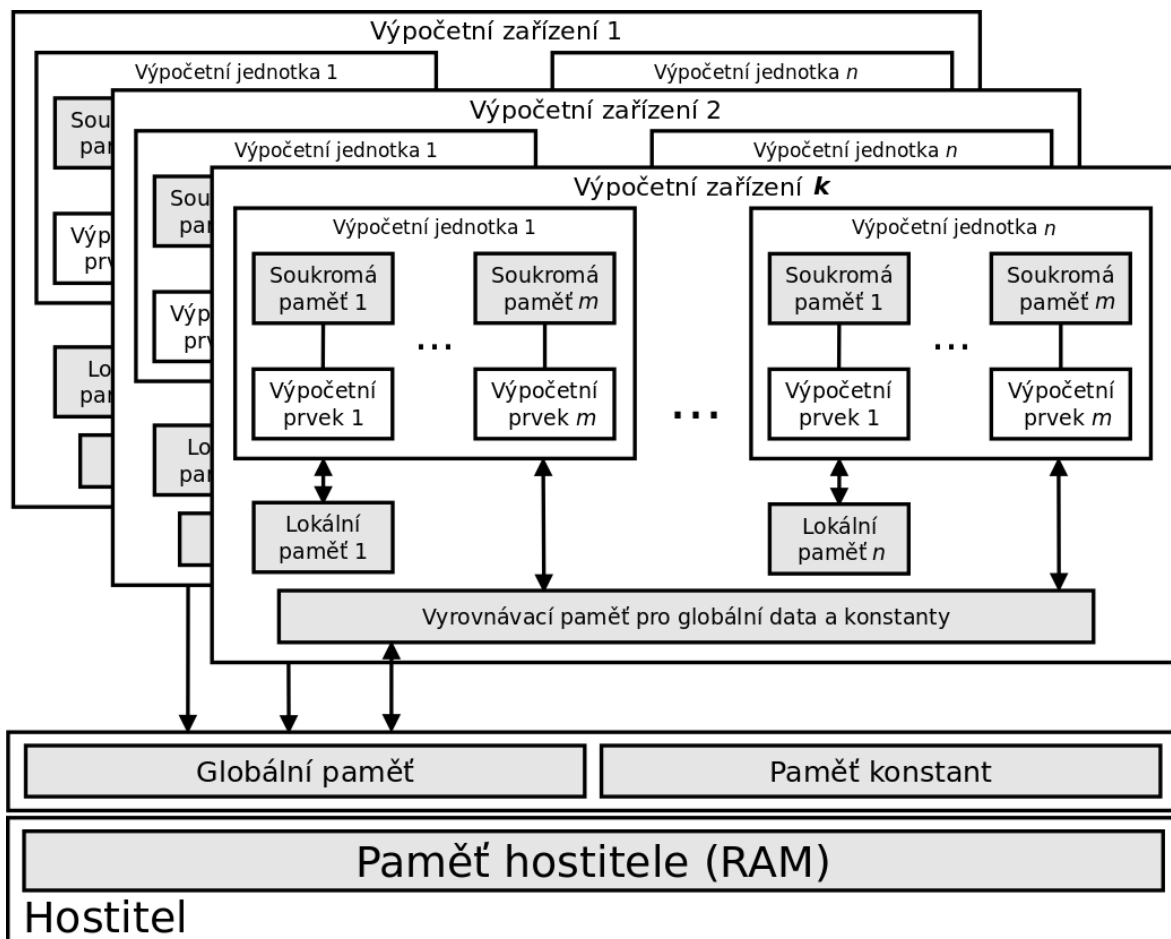 Výpočetní zařízení 1
Výpočetní jednotka 1
Výpočetní jednotka n
Výpočetní zařízení 2
Výpočetní jednotka 1
Výpočetní jednotka n
Výpočetní zařízení k
Výpočetní jednotka 1
Výpočetní jednotka n
Soukromá
paměť 1
...
Soukromá
paměť m
Výpočetní
prvek 1
Výpočetní
prvek m
...
Soukromá
paměť 1
...
Soukromá
paměť m
Výpočetní
prvek 1
Výpočetní
prvek m
Lokální
paměť 1
Lokální
paměť n
Vyrovnávací paměť pro globální data a konstanty
Globální paměť
Paměť konstant
Paměť hostitele (RAM)
Hostitel